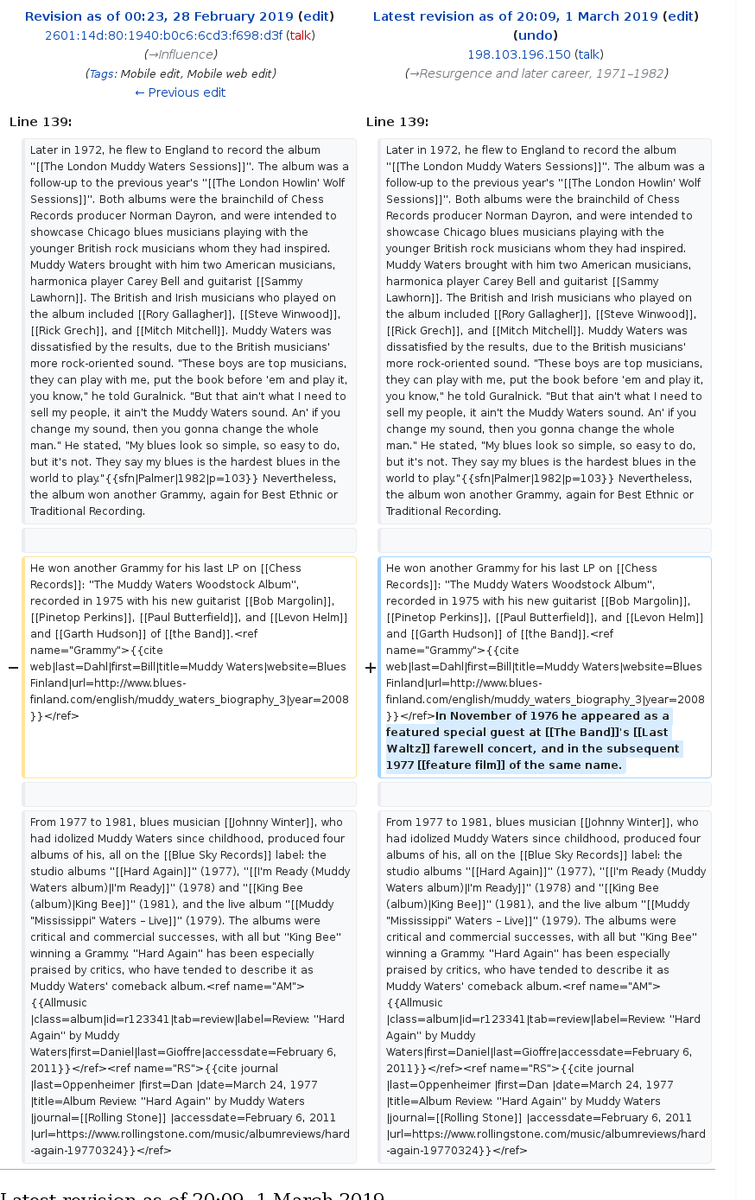 Revision as of 00:23, 28 February 2019 (edit)
2601:14d:80:1940:b0c6:6cd3:f698:d3f (talk)
(→Influence)
(Tags: Mobile edit, Mobile web edit)
← Previous edit
Latest revision as of 20:09, 1 March 2019 (edit)
(undo)
198.103.196.150 (talk)
(→Resurgence and later career, 1971–1982)
Line 139:
Line 139:
Later in 1972, he flew to England to record the album
''[[The London Muddy Waters Sessions]]''. The album was a
follow-up to the previous year's ''[[The London Howlin' Wolf
Sessions]]''. Both albums were the brainchild of Chess
Records producer Norman Dayron, and were intended to
showcase Chicago blues musicians playing with the
younger British rock musicians whom they had inspired.
Muddy Waters brought with him two American musicians,
harmonica player Carey Bell and guitarist [[Sammy
Lawhorn]]. The British and Irish musicians who played on
the album included [[Rory Gallagher]], [[Steve Winwood]],
[[Rick Grech]], and [[Mitch Mitchell]]. Muddy Waters was
dissatisfied by the results, due to the British musicians'
more rock-oriented sound. "These boys are top musicians,
they can play with me, put the book before 'em and play it,
you know," he told Guralnick. "But that ain't what I need to
sell my people, it ain't the Muddy Waters sound. An' if you
change my sound, then you gonna change the whole
man." He stated, "My blues look so simple, so easy to do,
but it's not. They say my blues is the hardest blues in the
world to play."{{sfn|Palmer|1982|p=103}} Nevertheless,
the album won another Grammy, again for Best Ethnic or
Traditional Recording.
Later in 1972, he flew to England to record the album
''[[The London Muddy Waters Sessions]]''. The album was a
follow-up to the previous year's ''[[The London Howlin' Wolf
Sessions]]''. Both albums were the brainchild of Chess
Records producer Norman Dayron, and were intended to
showcase Chicago blues musicians playing with the
younger British rock musicians whom they had inspired.
Muddy Waters brought with him two American musicians,
harmonica player Carey Bell and guitarist [[Sammy
Lawhorn]]. The British and Irish musicians who played on
the album included [[Rory Gallagher]], [[Steve Winwood]],
[[Rick Grech]], and [[Mitch Mitchell]]. Muddy Waters was
dissatisfied by the results, due to the British musicians'
more rock-oriented sound. "These boys are top musicians,
they can play with me, put the book before 'em and play it,
you know," he told Guralnick. "But that ain't what I need to
sell my people, it ain't the Muddy Waters sound. An' if you
change my sound, then you gonna change the whole
man." He stated, "My blues look so simple, so easy to do,
but it's not. They say my blues is the hardest blues in the
world to play."{{sfn|Palmer|1982|p=103}} Nevertheless,
the album won another Grammy, again for Best Ethnic or
Traditional Recording.
−
He won another Grammy for his last LP on [[Chess
Records]]: ''The Muddy Waters Woodstock Album'',
recorded in 1975 with his new guitarist [[Bob Margolin]],
[[Pinetop Perkins]], [[Paul Butterfield]], and [[Levon Helm]]
and [[Garth Hudson]] of [[the Band]].<ref
name="Grammy">{{cite
web|last=Dahl|first=Bill|title=Muddy Waters|website=Blues
Finland|url=http://www.blues-
finland.com/english/muddy_waters_biography_3|year=2008
}}</ref>
+
He won another Grammy for his last LP on [[Chess
Records]]: ''The Muddy Waters Woodstock Album'',
recorded in 1975 with his new guitarist [[Bob Margolin]],
[[Pinetop Perkins]], [[Paul Butterfield]], and [[Levon Helm]]
and [[Garth Hudson]] of [[the Band]].<ref
name="Grammy">{{cite
web|last=Dahl|first=Bill|title=Muddy Waters|website=Blues
Finland|url=http://www.blues-
finland.com/english/muddy_waters_biography_3|year=2008
}}</ref>In November of 1976 he appeared as a
featured special guest at [[The Band]]'s [[Last
Waltz]] farewell concert, and in the subsequent
1977 [[feature film]] of the same name.
From 1977 to 1981, blues musician [[Johnny Winter]], who
had idolized Muddy Waters since childhood, produced four
albums of his, all on the [[Blue Sky Records]] label: the
studio albums ''[[Hard Again]]'' (1977), ''[[I'm Ready (Muddy
Waters album)|I'm Ready]]'' (1978) and ''[[King Bee
(album)|King Bee]]'' (1981), and the live album ''[[Muddy
"Mississippi" Waters – Live]]'' (1979). The albums were
critical and commercial successes, with all but ''King Bee''
winning a Grammy. ''Hard Again'' has been especially
praised by critics, who have tended to describe it as
Muddy Waters' comeback album.<ref name="AM">
{{Allmusic
|class=album|id=r123341|tab=review|label=Review: ''Hard
Again'' by Muddy
Waters|first=Daniel|last=Gioffre|accessdate=February 6,
2011}}</ref><ref name="RS">{{cite journal
|last=Oppenheimer |first=Dan |date=March 24, 1977
|title=Album Review: ''Hard Again'' by Muddy Waters
|journal=[[Rolling Stone]] |accessdate=February 6, 2011
|url=https://www.rollingstone.com/music/albumreviews/hard
-again-19770324}}</ref>
From 1977 to 1981, blues musician [[Johnny Winter]], who
had idolized Muddy Waters since childhood, produced four
albums of his, all on the [[Blue Sky Records]] label: the
studio albums ''[[Hard Again]]'' (1977), ''[[I'm Ready (Muddy
Waters album)|I'm Ready]]'' (1978) and ''[[King Bee
(album)|King Bee]]'' (1981), and the live album ''[[Muddy
"Mississippi" Waters – Live]]'' (1979). The albums were
critical and commercial successes, with all but ''King Bee''
winning a Grammy. ''Hard Again'' has been especially
praised by critics, who have tended to describe it as
Muddy Waters' comeback album.<ref name="AM">
{{Allmusic
|class=album|id=r123341|tab=review|label=Review: ''Hard
Again'' by Muddy
Waters|first=Daniel|last=Gioffre|accessdate=February 6,
2011}}</ref><ref name="RS">{{cite journal
|last=Oppenheimer |first=Dan |date=March 24, 1977
|title=Album Review: ''Hard Again'' by Muddy Waters
|journal=[[Rolling Stone]] |accessdate=February 6, 2011
|url=https://www.rollingstone.com/music/albumreviews/hard
-again-19770324}}</ref>
Latest revision as of 20:09, 1 March 2019